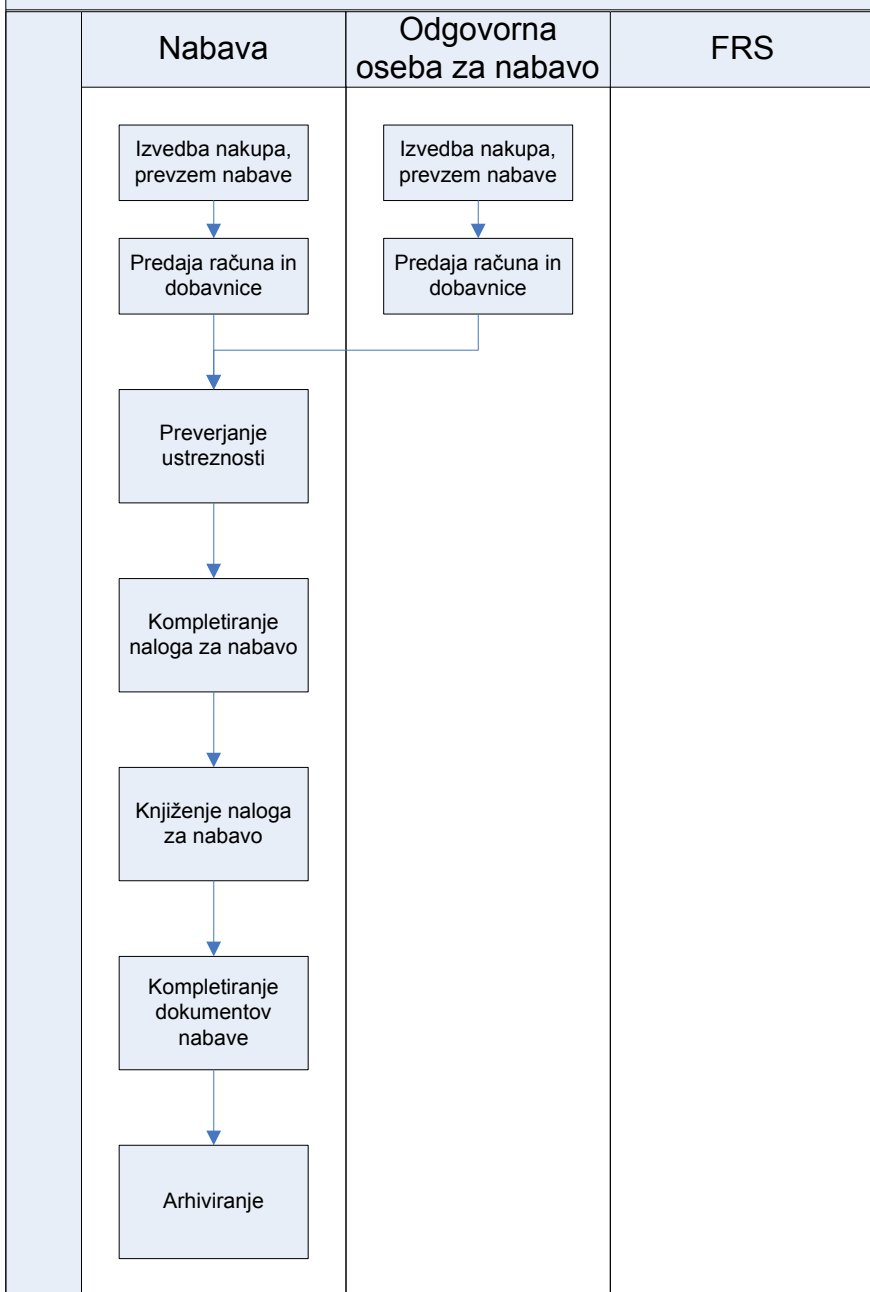 Nabava
Odgovorna
oseba za nabavo
FRS
Izvedba nakupa,
prevzem nabave
Izvedba nakupa,
prevzem nabave
Predaja računa in
dobavnice
Predaja računa in
dobavnice
Preverjanje
ustreznosti
Kompletiranje
naloga za nabavo
Knjiženje naloga
za nabavo
Kompletiranje
dokumentov
nabave
Arhiviranje